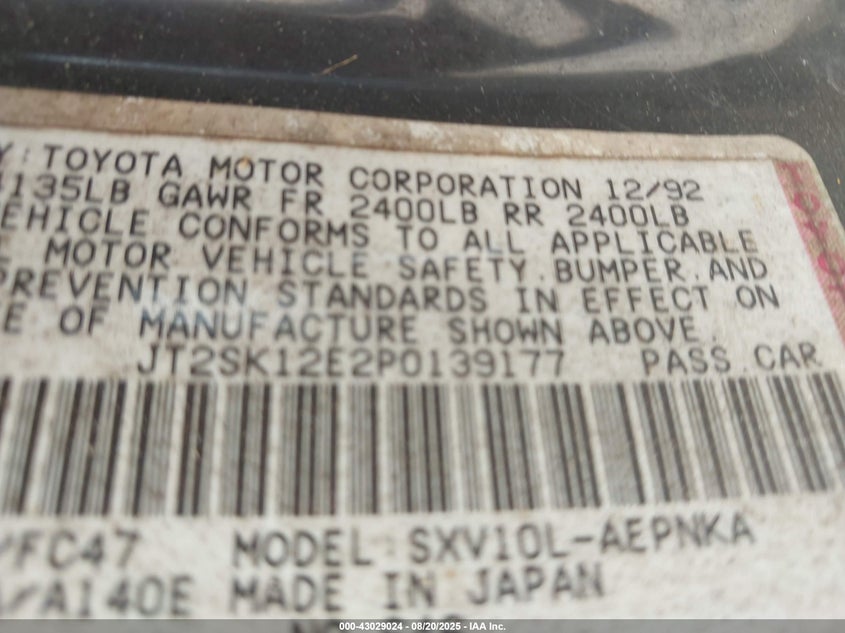 Y:TOYOTA MOTOR CORPORATION 12/92
135LB GAWR FR 2400LB RR 2400LB
EHICLE CONFORMS TO ALL APPLICABLE
E MOTOR VEHICLE SAFETY.BUMPER.AND
PREVENTION STANDARDS IN EFFECT ON
E OF MANUFACTURE SHOWN ABOVE.
JT2SK12E2P0139177 PASS.CAR
/FC47 MODEL:SXV10L-AEPNKA
/A140E MADE IN JAPAN
000-43029024 - 08/20/2025 - IAA Inc.